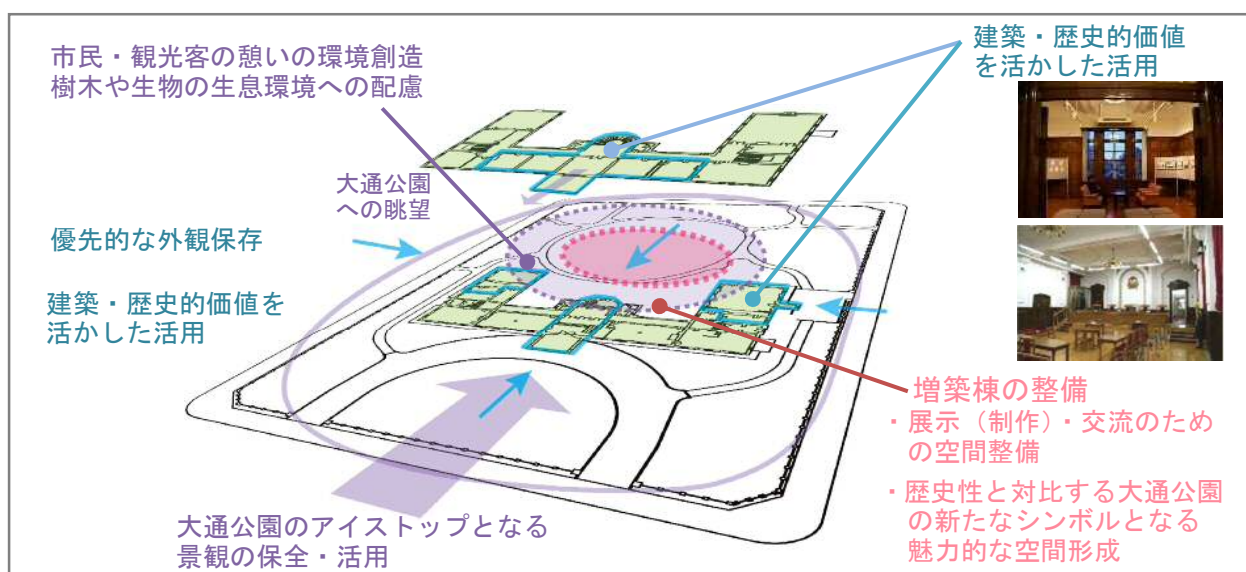 市民・観光客の憩いの環境創造
樹木や生物の生息環境への配慮
建築・歴史的価値
を活かした活用
大通公園
への眺望
優先的な外観保存
建築・歴史的価値を
活かした活用
増築棟の整備
・展示（制作）・交流のため
の空間整備
・歴史性と対比する大通公園
の新たなシンボルとなる
魅力的な空間形成
大通公園のアイストップとなる
景観の保全・活用